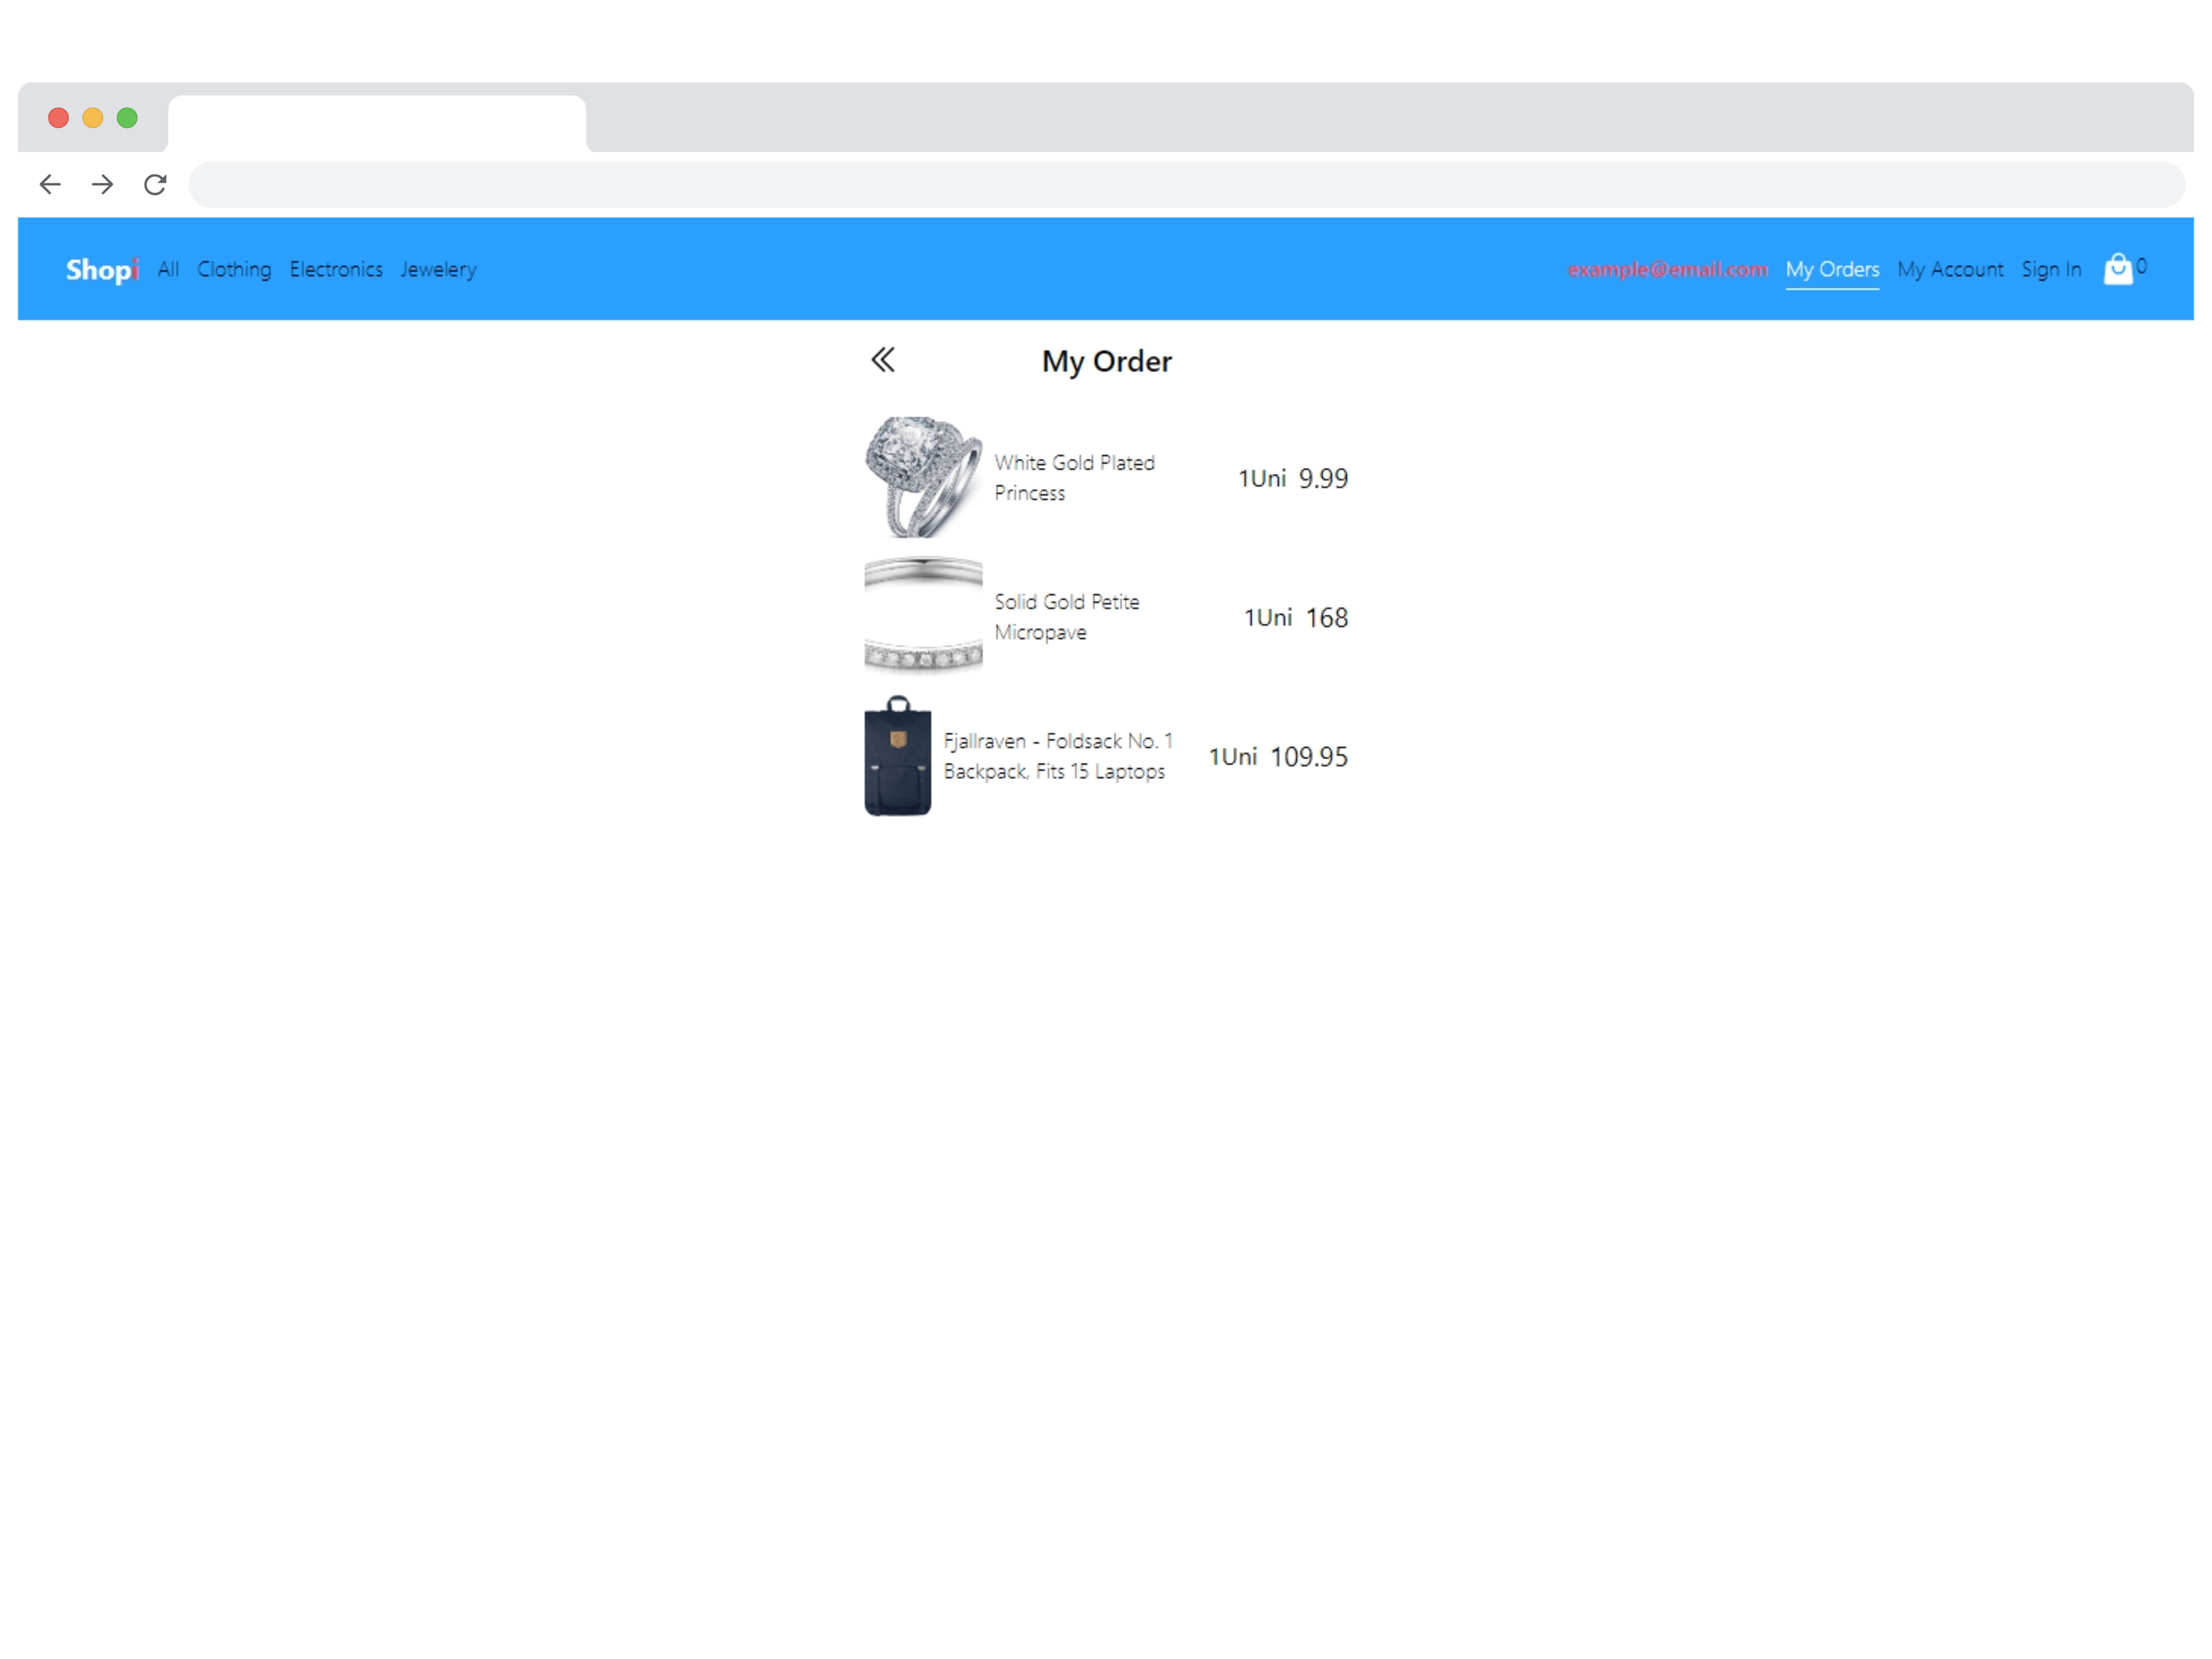 Shopi All Clothing Electronics Jewelery example@email.com My Orders My Account Sign In 0
My Order
White Gold Plated
Princess
1Uni 9.99
Solid Gold Petite
Micropave
1Uni 168
Fjallraven - Foldsack No. 1
Backpack, Fits 15 Laptops
1Uni 109.95